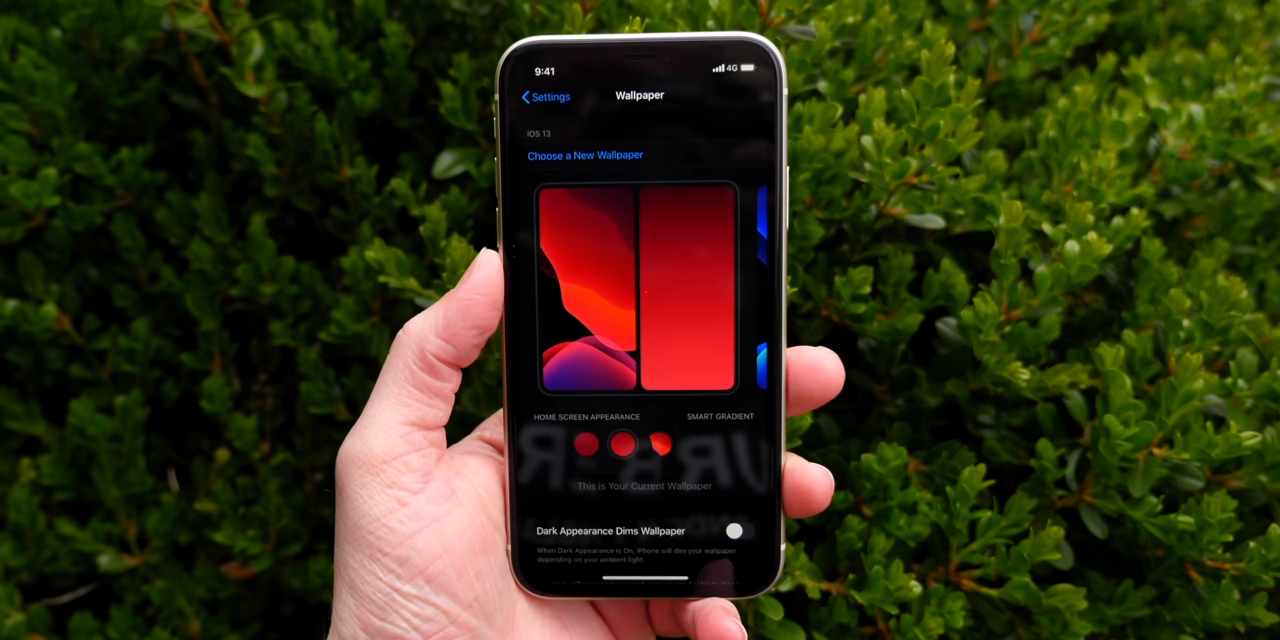 9:41
4G
Settings
Wallpaper
IOS 13
Choose a New Wallpaper
HOME SCREEN APPEARANCE
SMART GRADIENT
This is Your Current Wallpaper
Dark Appearance Dims Wallpaper
When Dark Appearance is On, iPhone will dim your wallpaper
depending on your ambient light.